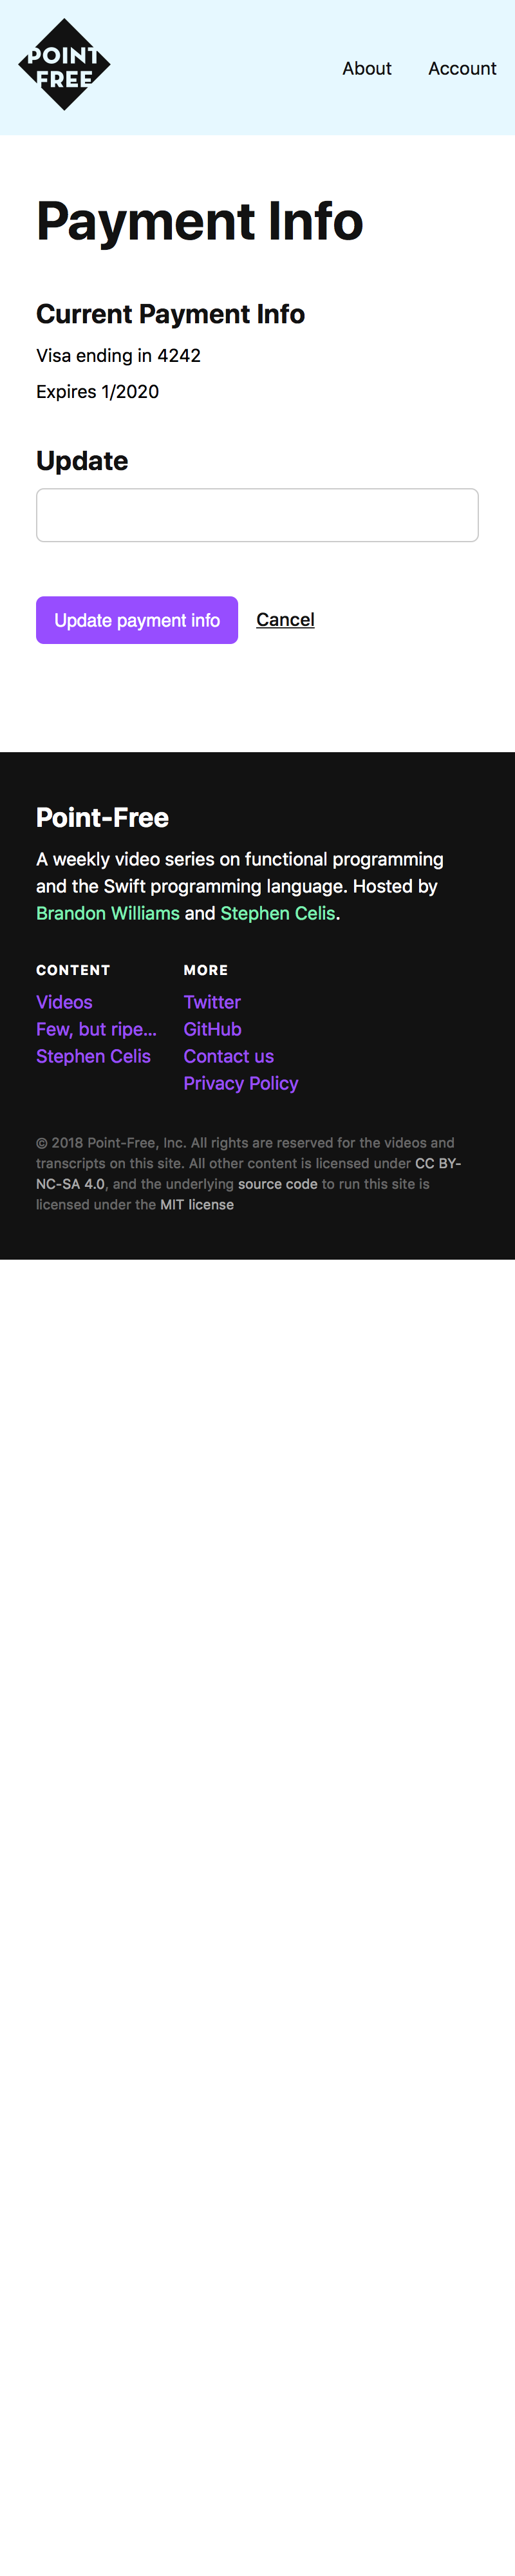 POINT
FREE
About Account
Payment Info
Current Payment Info
Visa ending in 4242
Expires 1/2020
Update
Update payment info Cancel
Point-Free
A weekly video series on functional programming
and the Swift programming language. Hosted by
Brandon Williams and Stephen Celis.
CONTENT
Videos
Few, but ripe...
Stephen Celis
MORE
Twitter
GitHub
Contact us
Privacy Policy
© 2018 Point-Free, Inc. All rights are reserved for the videos and
transcripts on this site. All other content is licensed under CC BY-
NC-SA 4.0, and the underlying source code to run this site is
licensed under the MIT license